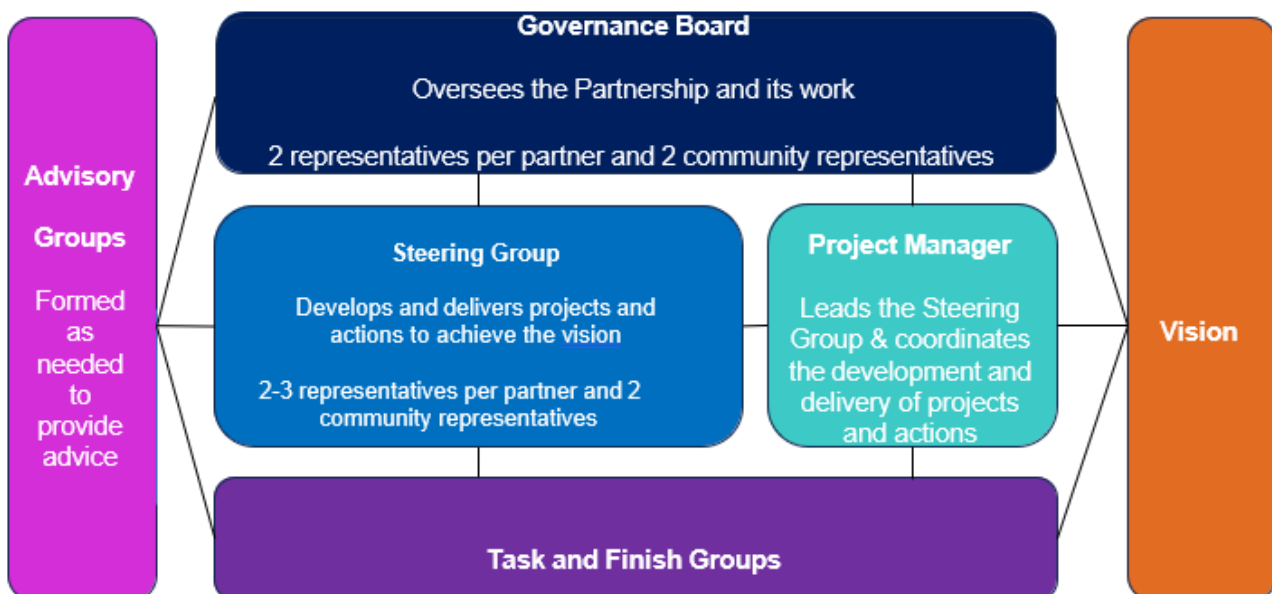 Governance Board
Oversees the Partnership and its work
2 representatives per partner and 2 community representatives
Advisory
Groups
Formed
as
needed
to
provide
advice
Steering Group
Develops and delivers projects and
actions to achieve the vision
2-3 representatives per partner and 2
community representatives
Project Manager
Leads the Steering
Group & coordinates
the development and
delivery of projects
and actions
Vision
Task and Finish Groups